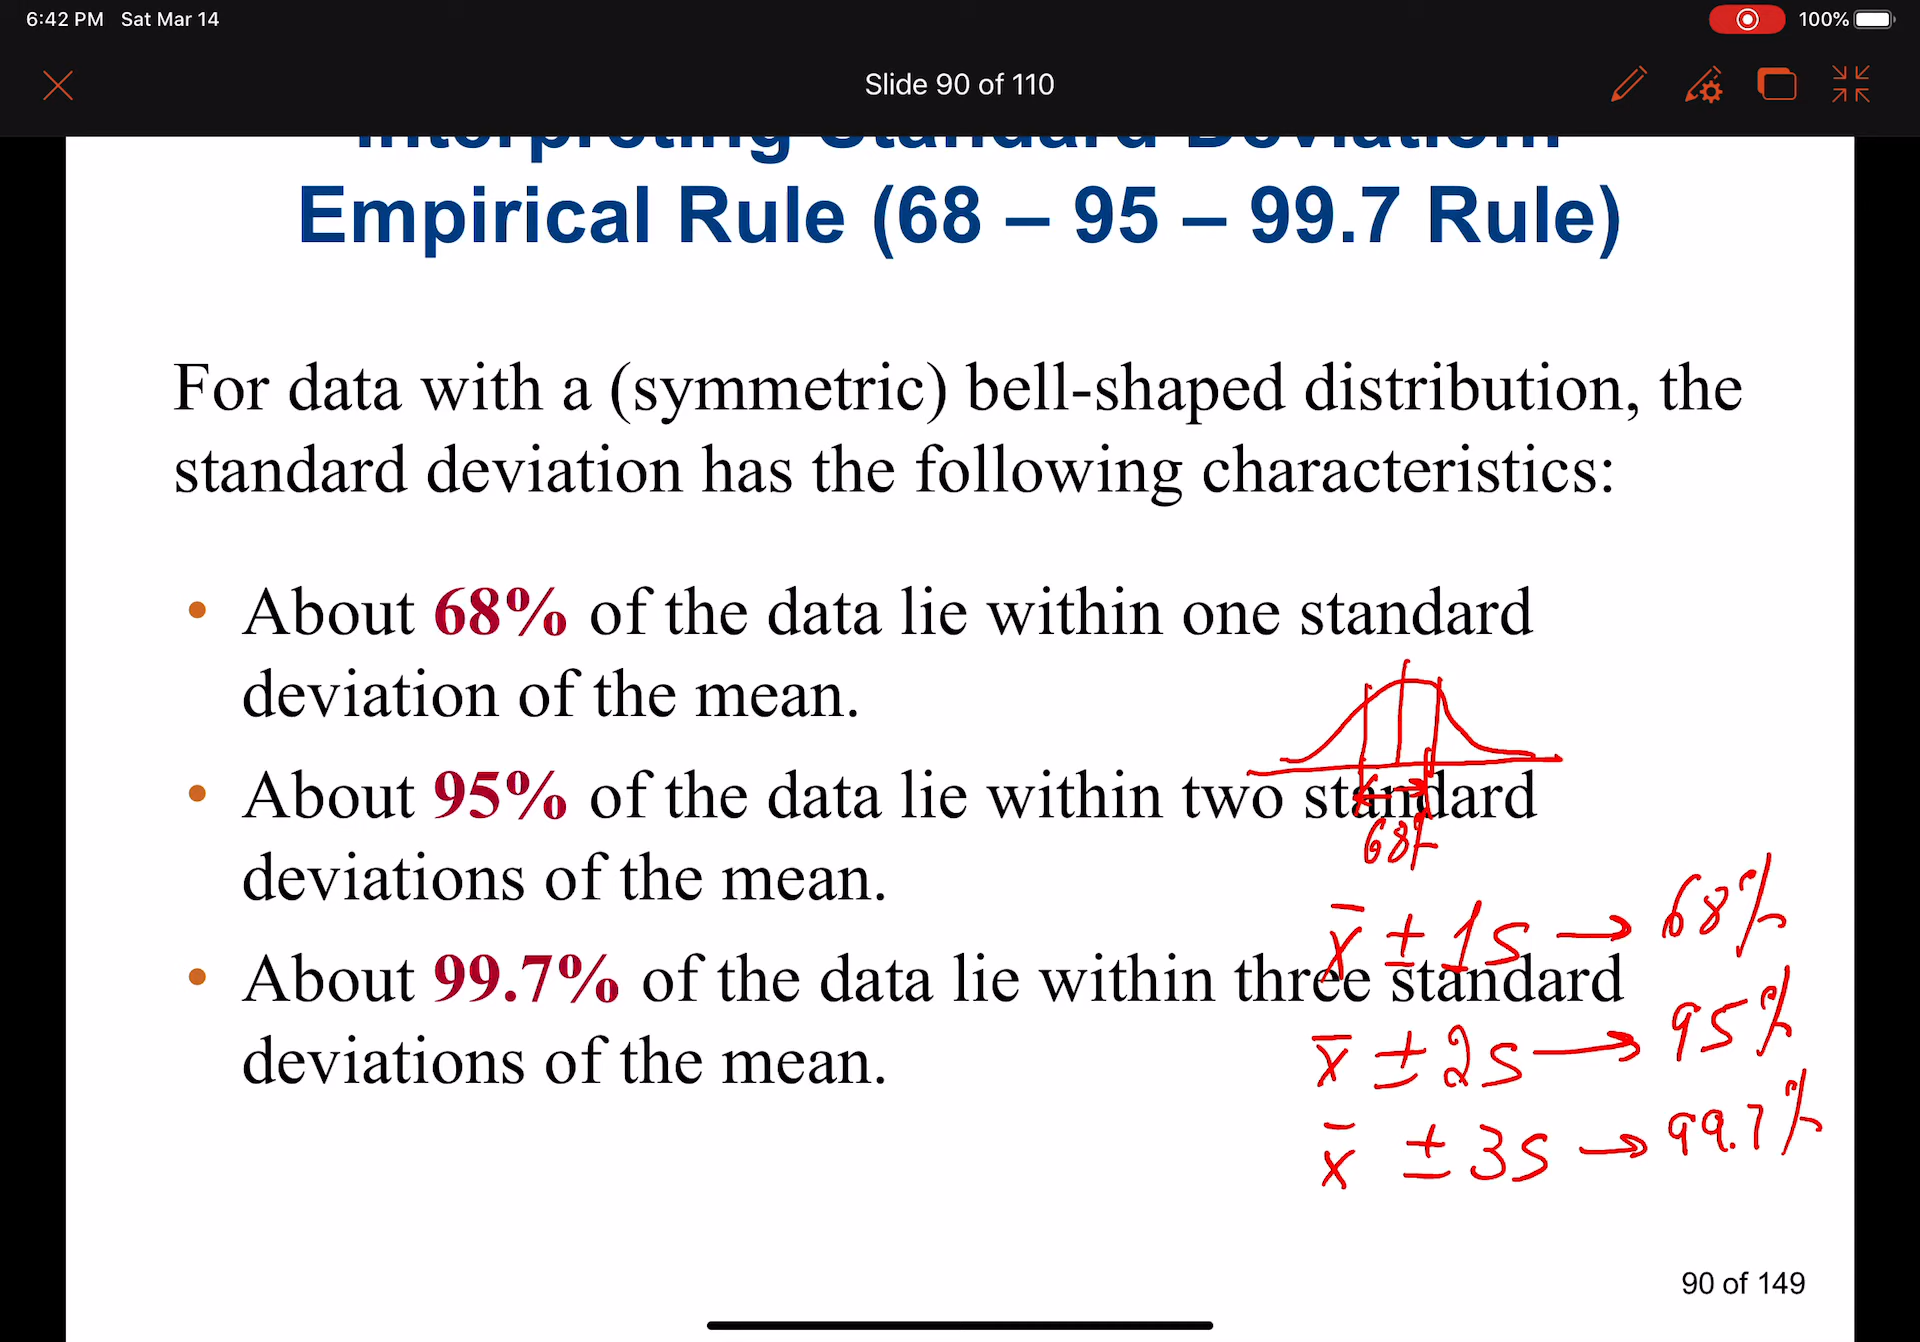 6:42 PM Sat Mar 14
100%
Slide 90 of 110
Interpreting Standard Deviation:
Empirical Rule (68 – 95 – 99.7 Rule)
For data with a (symmetric) bell-shaped distribution, the
standard deviation has the following characteristics:
• About 68% of the data lie within one standard
deviation of the mean.
• About 95% of the data lie within two standard
deviations of the mean.
• About 99.7% of the data lie within three standard
deviations of the mean.
68%
x̄ ± 1s → 68%
x̄ ± 2s → 95%
x̄ ± 3s → 99.7%
90 of 149